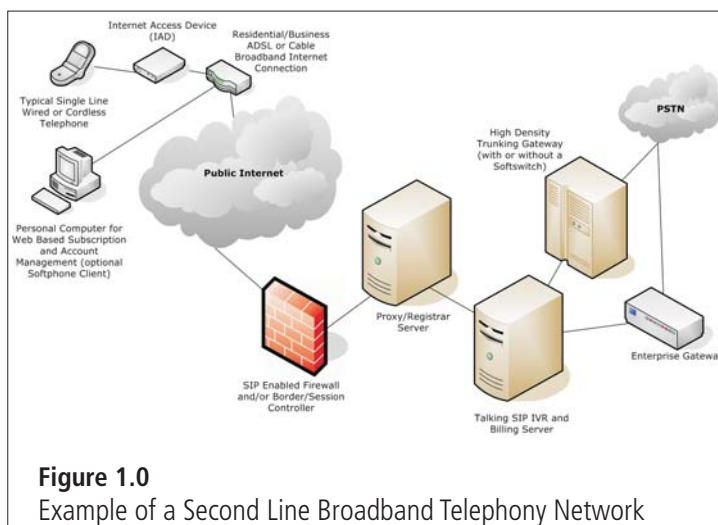 Internet Access Device
(IAD)
Residential/Business
ADSL or Cable
Broadband Internet
Connection
Typical Single Line
Wired or Cordless
Telephone
PSTN
High Density
Trunking Gateway
(with or without a
Softswitch)
Public Internet
Personal Computer for
Web Based Subscription
and Account
Management (optional
Softphone Client)
Proxy/Registrar
Server
Enterprise Gateway
SIP Enabled Firewall
and/or Border/Session
Controller
Talking SIP IVR and
Billing Server
Figure 1.0
Example of a Second Line Broadband Telephony Network